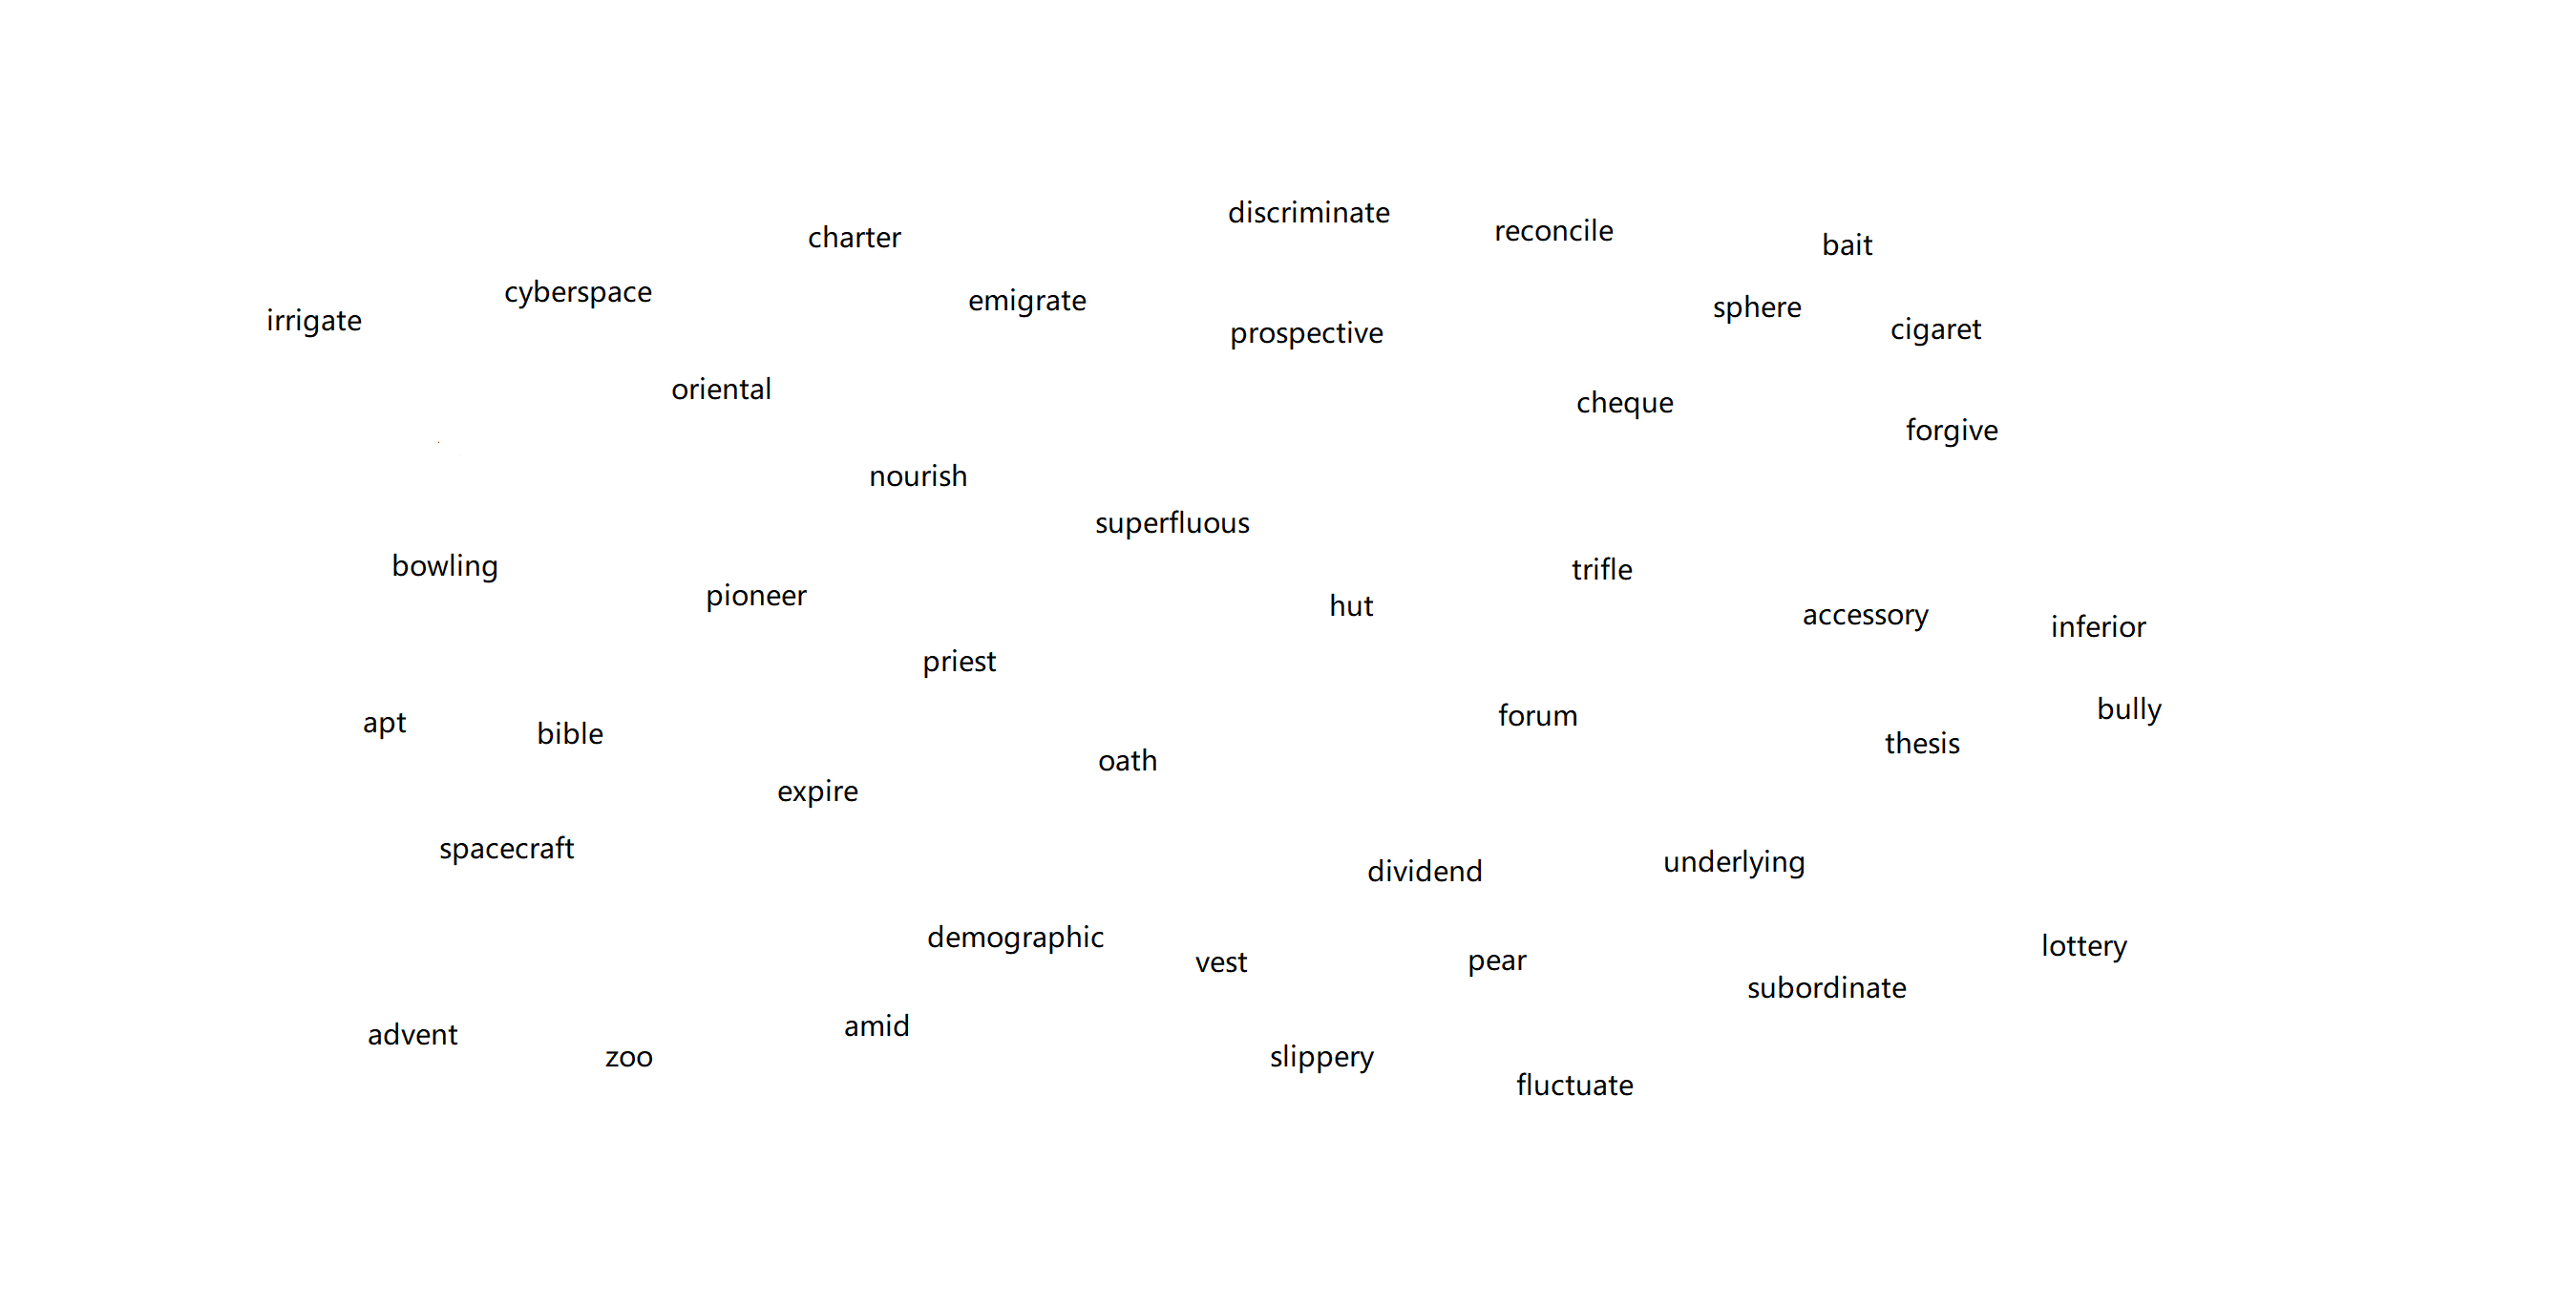 discriminate
reconcile
charter
bait
cyberspace
emigrate
sphere
irrigate
prospective
cigaret
oriental
cheque
forgive
nourish
superfluous
bowling
trifle
pioneer
hut
accessory
inferior
priest
bully
forum
apt
bible
thesis
oath
expire
spacecraft
underlying
dividend
demographic
lottery
pear
vest
subordinate
amid
advent
zoo
slippery
fluctuate